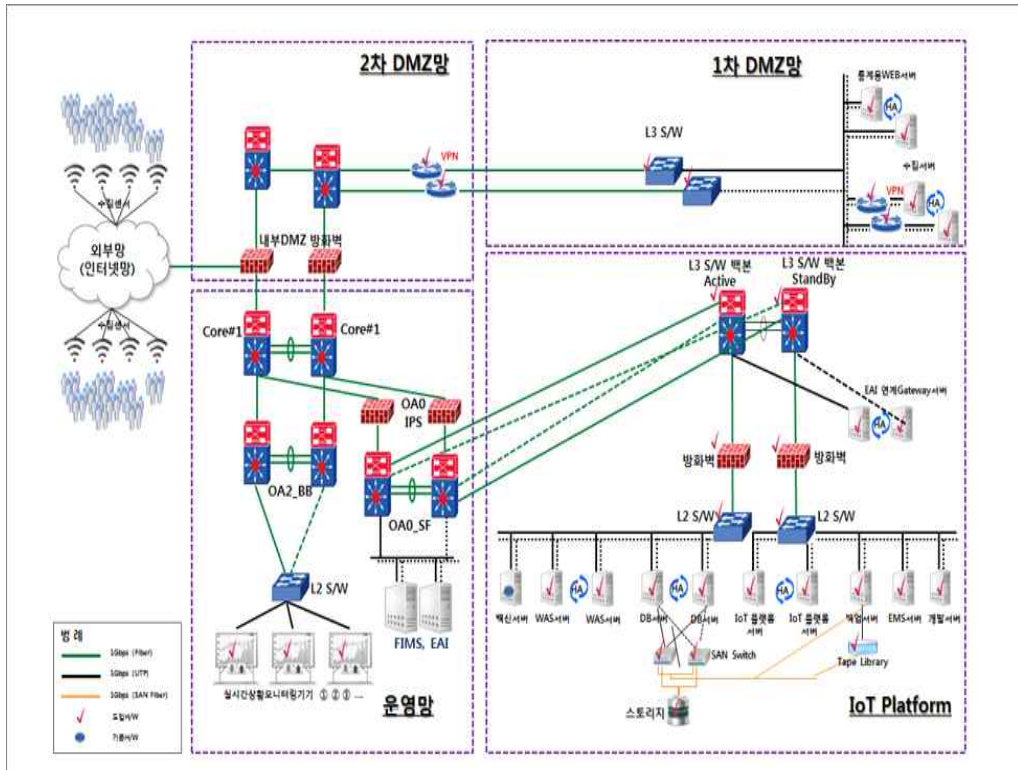 2차 DMZ망
1차 DMZ망
통계용WEB서버
HA
L3 S/W
VPN
수집서버
VPN
HA
수집센서
외부망
(인터넷망)
내부DMZ 방화벽
수집센서
L3 S/W 백본
Active
L3 S/W 백본
StandBy
Core#1
Core#1
EAI 연계Gateway서버
HA
OA0
IPS
방화벽
방화벽
OA2_BB
OA0_SF
L2 S/W
L2 S/W
L2 S/W
HA
HA
HA
백신서버
WAS서버
WAS서버
DB서버
DB서버
IoT 플랫폼
서버
IoT 플랫폼
서버
백업서버
EMS서버
개발서버
FIMS, EAI
SAN Switch
Tape Library
실시간상황모니터링기기 ① ② ③ ...
운영망
스토리지
IoT Platform
범 례
1Gbps (Fiber)
1Gbps (UTP)
(SAN Fiber)
도입H/W
기존H/W